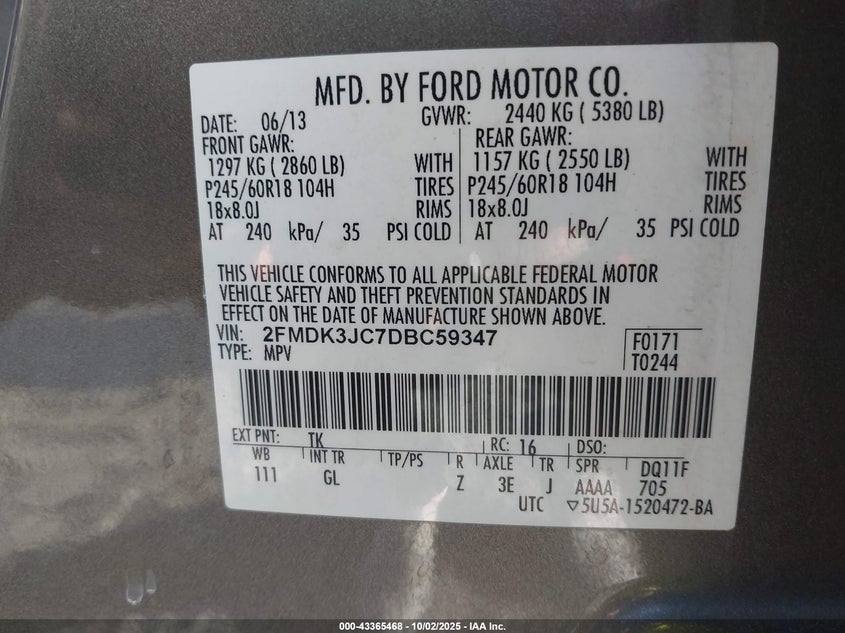 MFD. BY FORD MOTOR CO.
DATE: 06/13 GVWR: 2440 KG ( 5380 LB)
FRONT GAWR: REAR GAWR:
1297 KG ( 2860 LB) WITH 1157 KG ( 2550 LB) WITH
P245/60R18 104H TIRES P245/60R18 104H TIRES
18x8.0J RIMS 18x8.0J RIMS
AT 240 kPa/ 35 PSI COLD AT 240 kPa/ 35 PSI COLD
THIS VEHICLE CONFORMS TO ALL APPLICABLE FEDERAL MOTOR
VEHICLE SAFETY AND THEFT PREVENTION STANDARDS IN
EFFECT ON THE DATE OF MANUFACTURE SHOWN ABOVE.
VIN: 2FMDK3JC7DBC59347 F0171
TYPE: MPV T0244
EXT PNT: TK RC: 16 DSO:
WB INT TR TP/PS R AXLE TR SPR DQ11F
111 GL Z 3E J AAAA 705
UTC ▽5U5A-1520472-BA
000-43365468 - 10/02/2025 - IAA Inc.